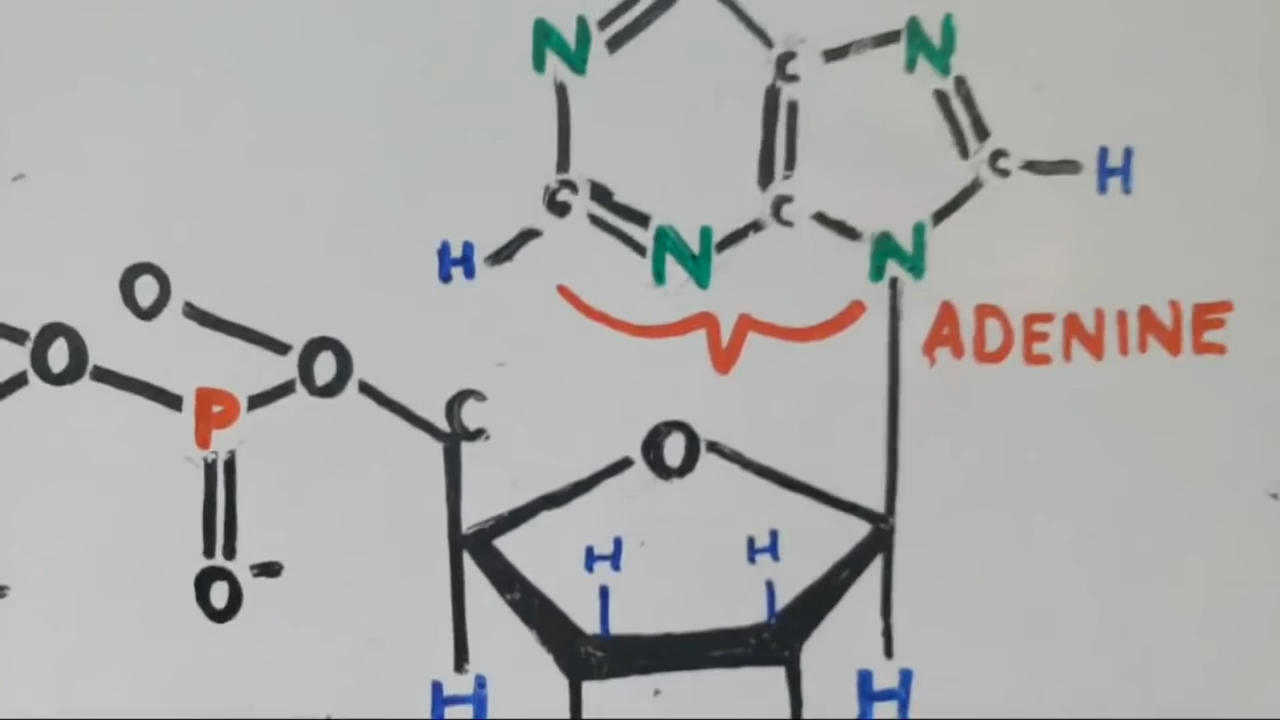 N C N
C H
C C
H N N
O ADENINE
O O
P C
O
H H
O-
H H